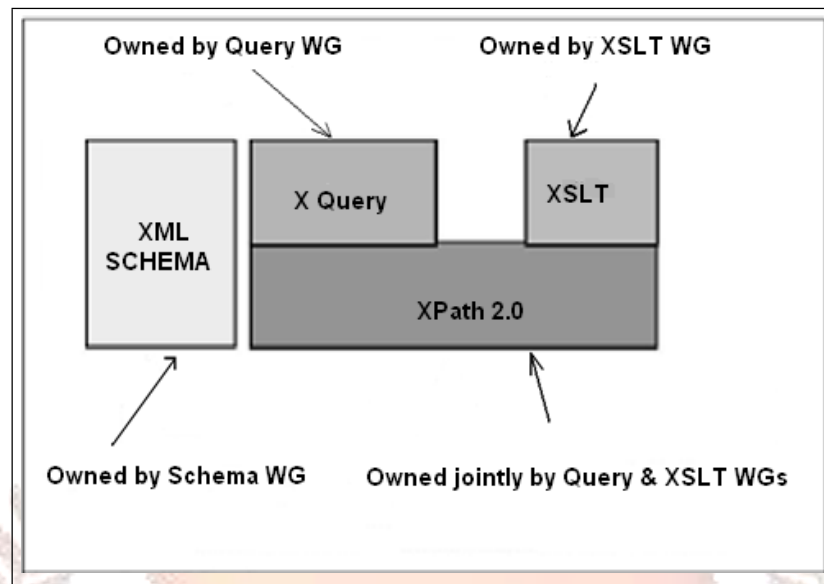 Owned by Query WG
Owned by XSLT WG
X Query
XSLT
XML
SCHEMA
XPath 2.0
Owned by Schema WG
Owned jointly by Query & XSLT WGs